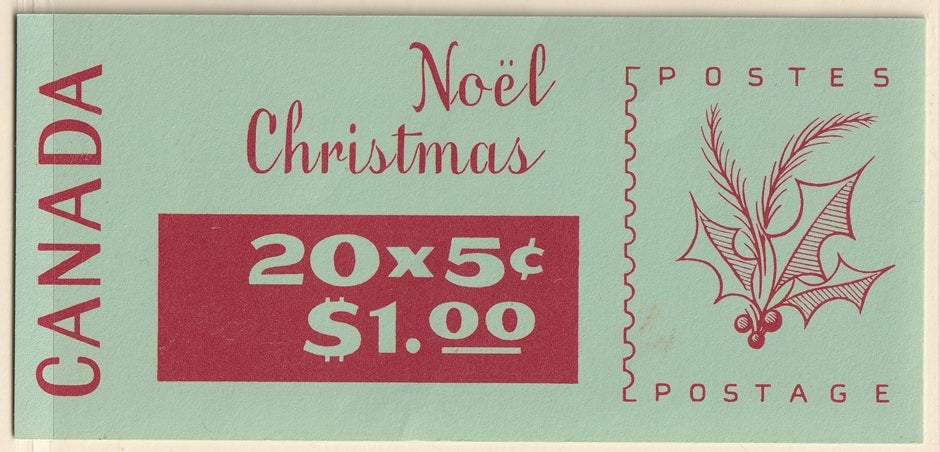 CANADA
Noël
Christmas
20x5¢
$1.00
POSTES
POSTAGE